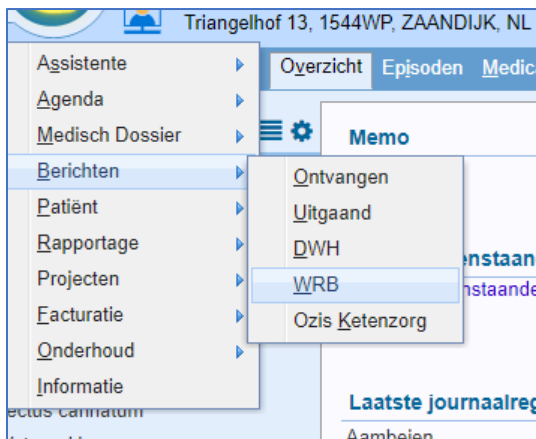 Triangelhof 13, 1544WP, ZAANDIJK, NL
Overzicht Episoden Medic
Assistente
Agenda
Medisch Dossier
Berichten
Patiënt
Rapportage
Projecten
Facturatie
Onderhoud
Informatie
Memo
Ontvangen
Uitgaand
DWH
WRB
Ozis Ketenzorg
enstaan
nstaande
Laatste journaalreg
Aambeien